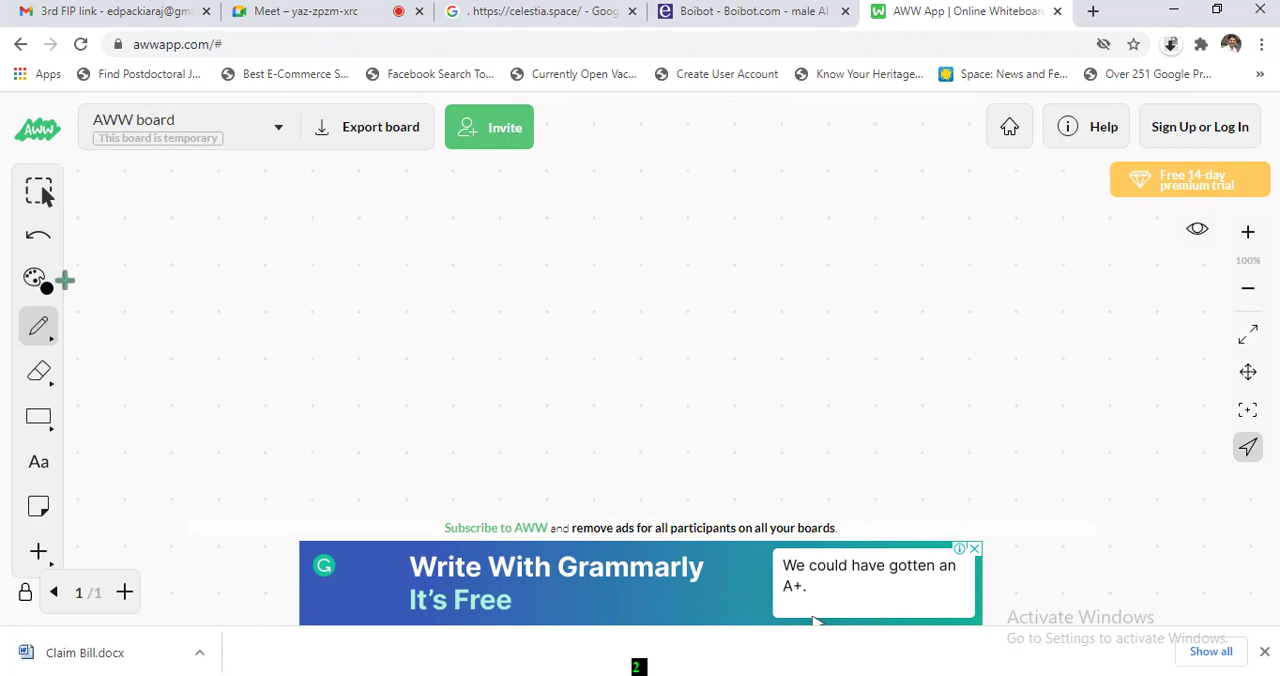 3rd FIP link - edpackiaraj@gma
Meet – yaz-zpzm-xrc
. https://celestia.space/ - Goog
Boibot - Boibot.com - male AI
AWW App | Online Whiteboard
awwapp.com/#
Apps
Find Postdoctoral J...
Best E-Commerce S...
Facebook Search To...
Currently Open Vac...
Create User Account
Know Your Heritage...
Space: News and Fe...
Over 251 Google Pr...
»
AWW
AWW board
This board is temporary
Export board
Invite
Help
Sign Up or Log In
Free 14-day
premium trial
100%
Aa
Subscribe to AWW and remove ads for all participants on all your boards.
Write With Grammarly
It's Free
We could have gotten an
A+.
1 /1
Activate Windows
Go to Settings to activate Windows.
Claim Bill.docx
Show all
2